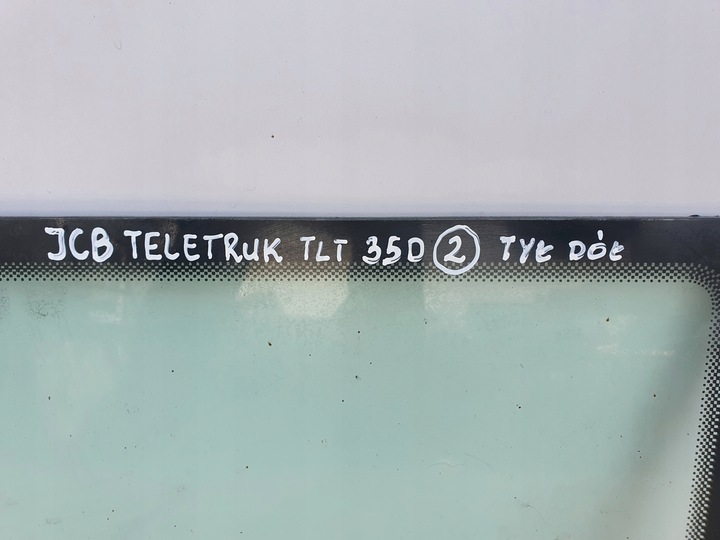 JCB TELETRUK TLT 35D 2 TYŁ DÓŁ